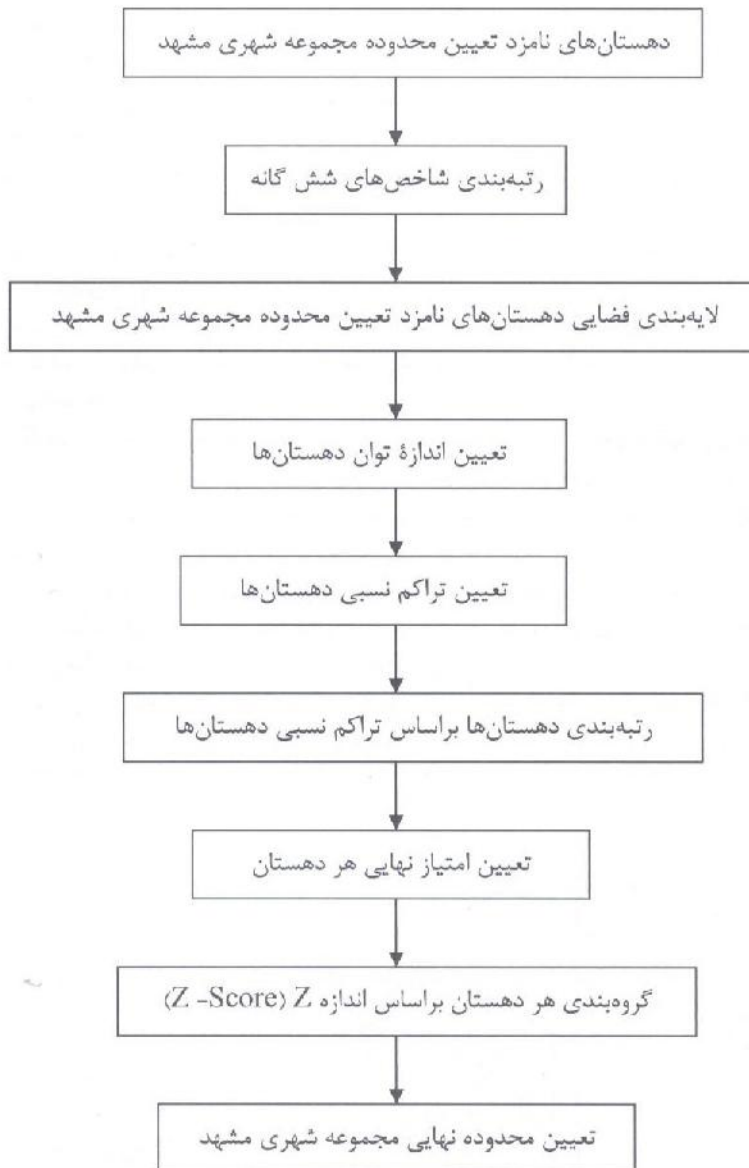 دهستان‌های نامزد تعیین محدوده مجموعه شهری مشهد
رتبه‌بندی شاخص‌های شش گانه
لایه‌بندی فضایی دهستان‌های نامزد تعیین محدوده مجموعه شهری مشهد
تعیین اندازهٔ توان دهستان‌ها
تعیین تراکم نسبی دهستان‌ها
رتبه‌بندی دهستان‌ها براساس تراکم نسبی دهستان‌ها
تعیین امتیاز نهایی هر دهستان
گروه‌بندی هر دهستان براساس اندازه Z (Z -Score)
تعیین محدوده نهایی مجموعه شهری مشهد